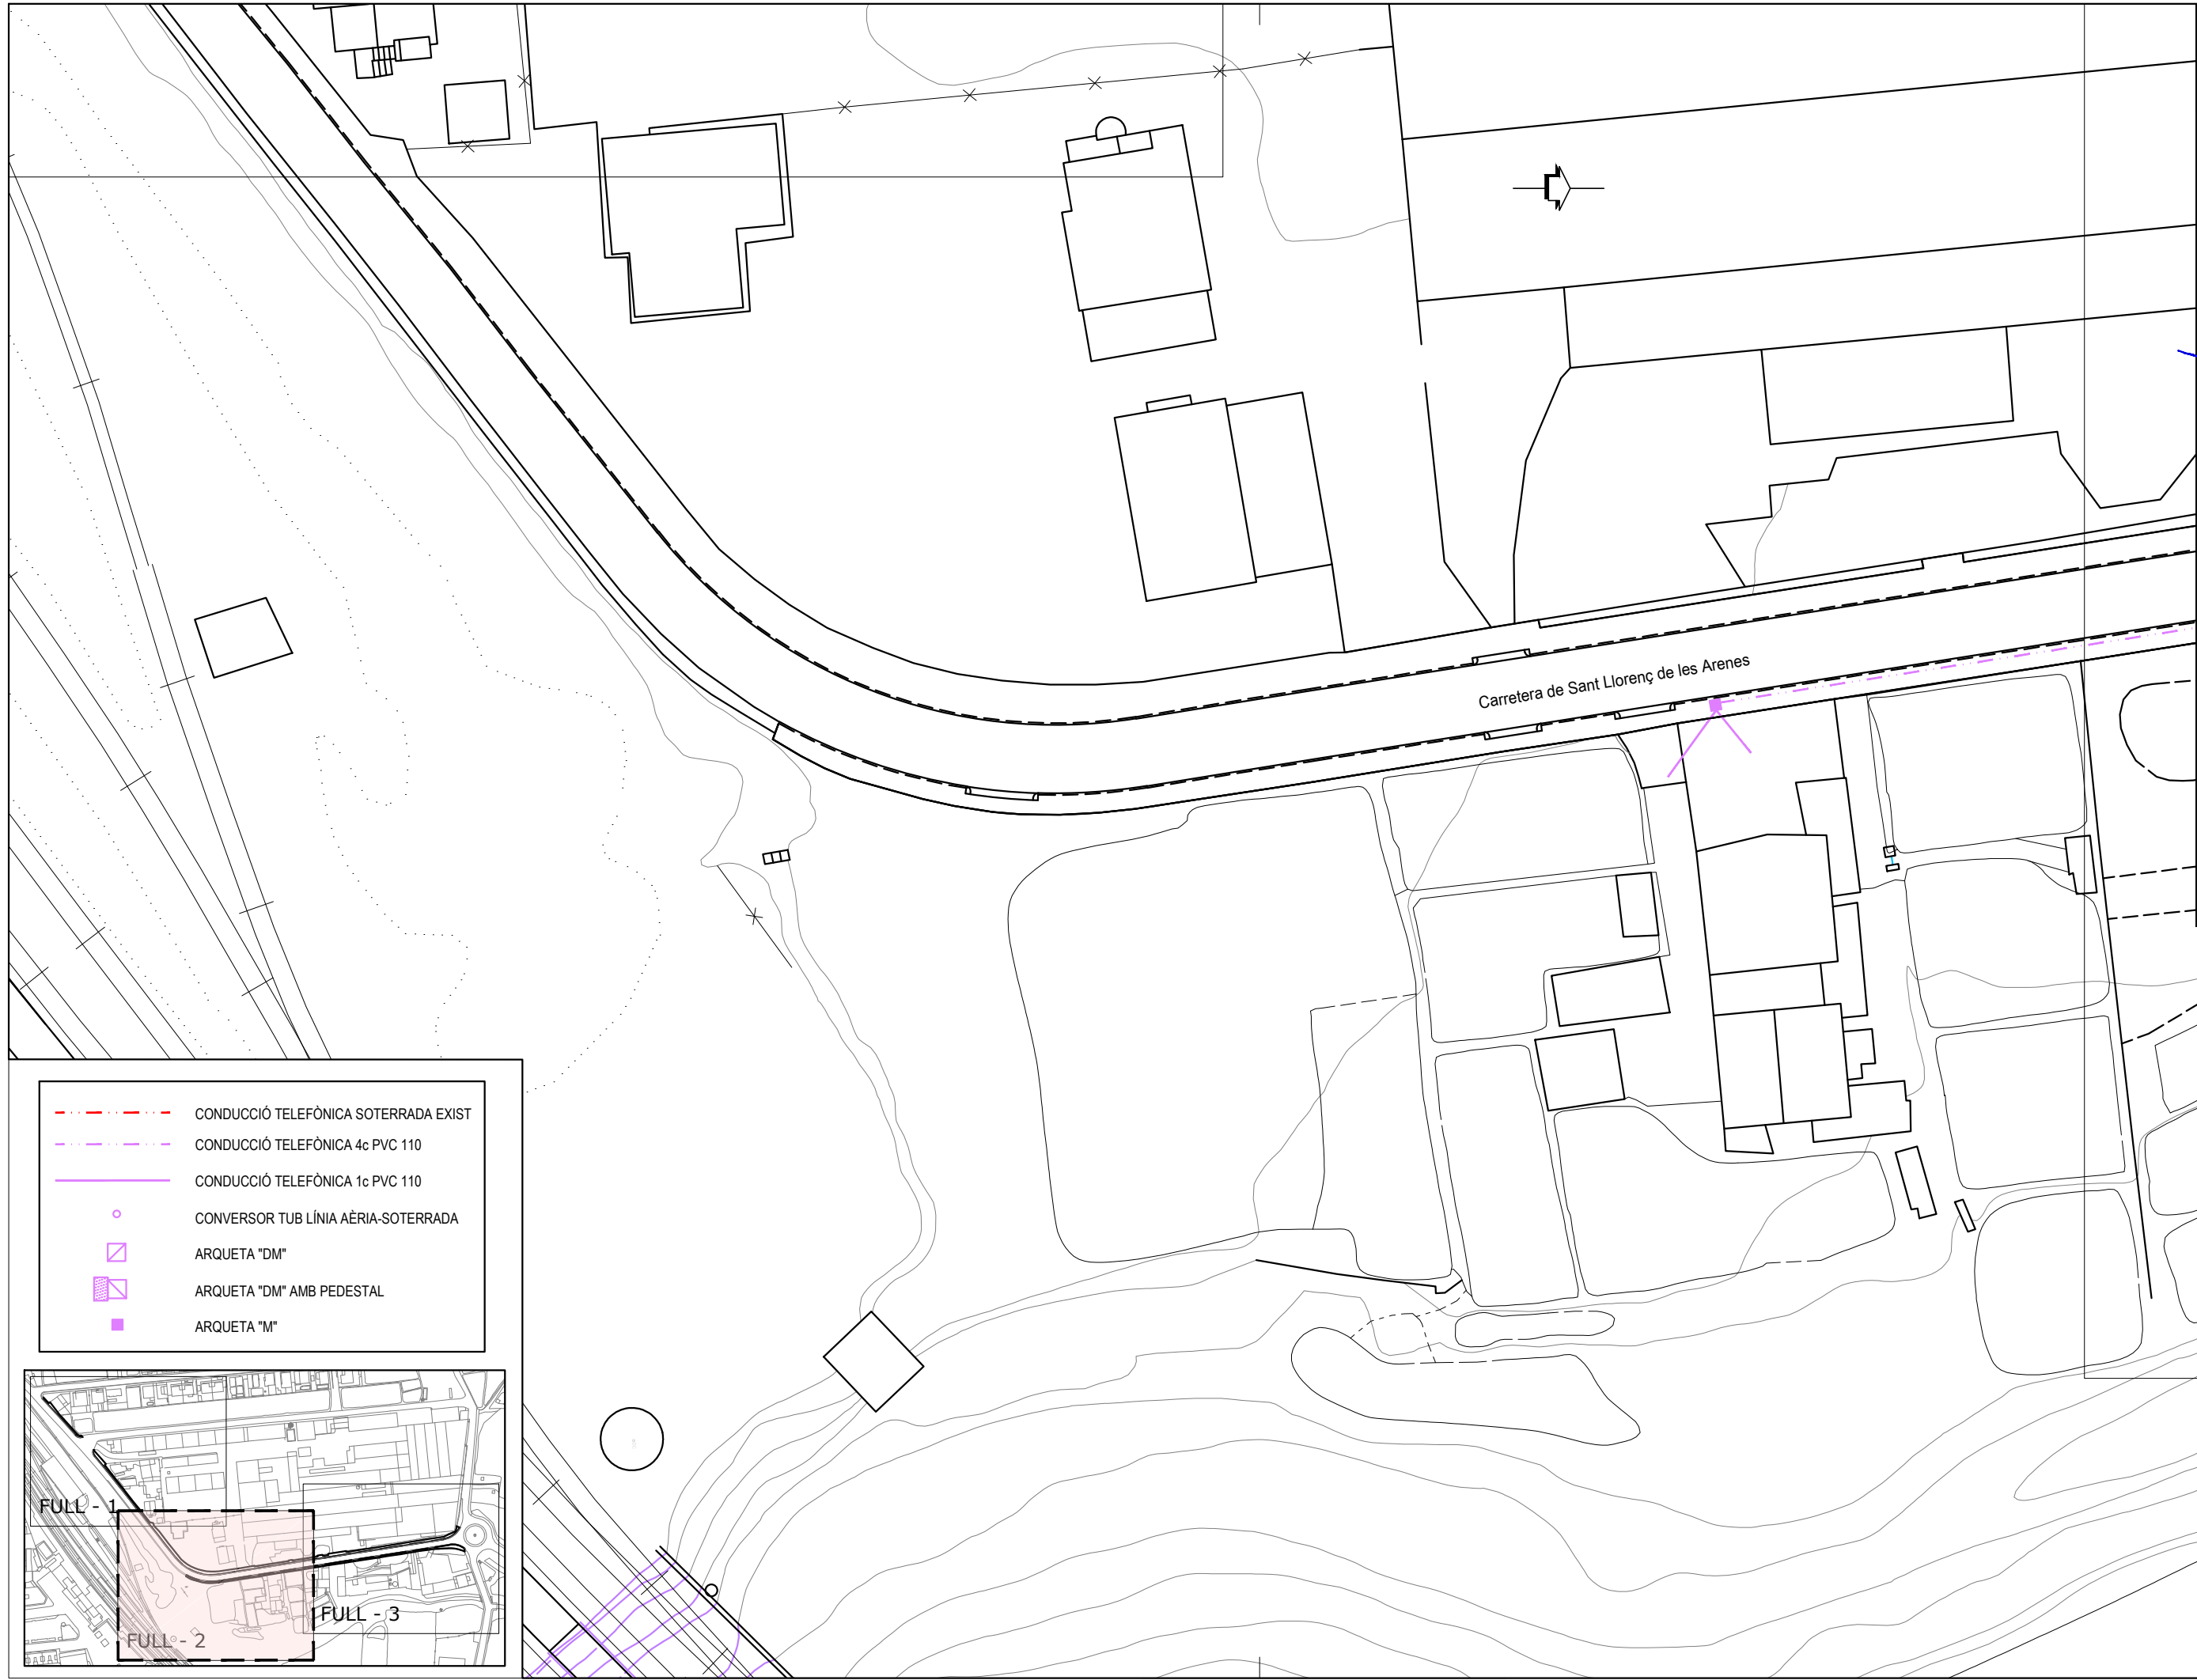 Carretera de Sant Llorenç de les Arenes
CONDUCCIÓ TELEFÒNICA SOTERRADA EXIST
CONDUCCIÓ TELEFÒNICA 4c PVC 110
CONDUCCIÓ TELEFÒNICA 1c PVC 110
CONVERSOR TUB LÍNIA AÈRIA-SOTERRADA
ARQUETA "DM"
ARQUETA "DM" AMB PEDESTAL
ARQUETA "M"
FULL - 1
FULL - 3
FULL - 2